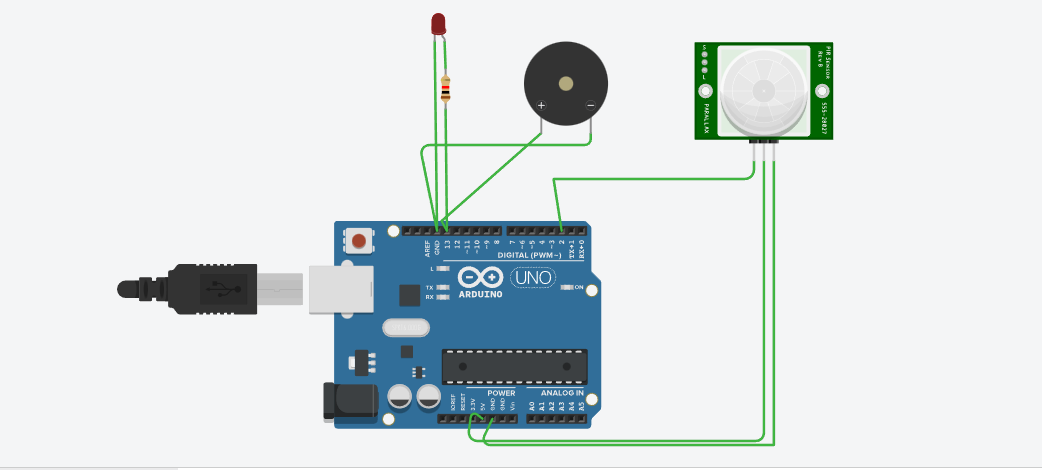 +
−
S
L
PIR Sensor
Rev B
PARALLAX
555-28027
AREF
GND
13
12
~11
~10
~9
8
7
~6
~5
4
~3
2
TX→1
RX←0
DIGITAL (PWM~)
L
TX
RX
UNO
ARDUINO
ON
POWER
ANALOG IN
IOREF
RESET
3.3V
5V
GND
GND
Vin
A0
A1
A2
A3
A4
A5